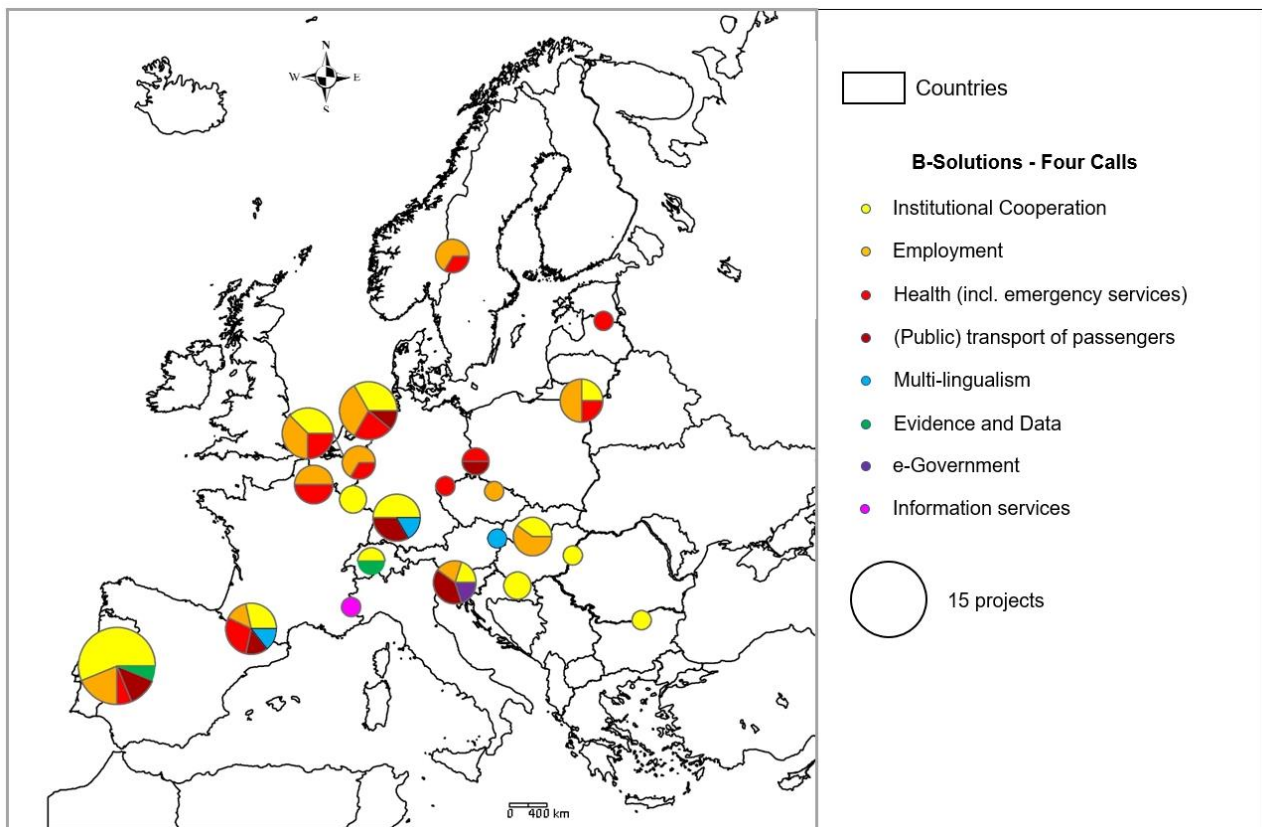 N
W E
S
0 400 km
Countries
B-Solutions - Four Calls
Institutional Cooperation
Employment
Health (incl. emergency services)
(Public) transport of passengers
Multi-lingualism
Evidence and Data
e-Government
Information services
15 projects